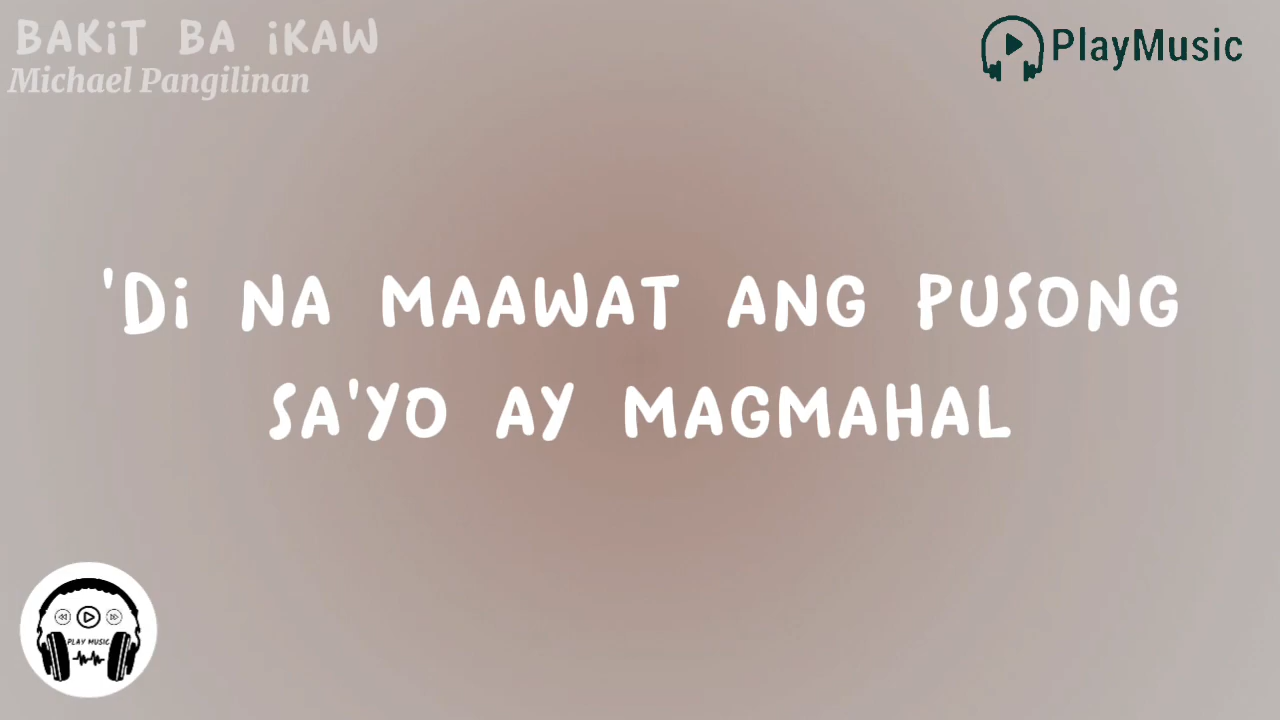 BAKiT BA iKAW
Michael Pangilinan
PlayMusic
'Di NA MAAWAT ANG PUSONG
SA'YO AY MAGMAHAL
PLAY MUSIC